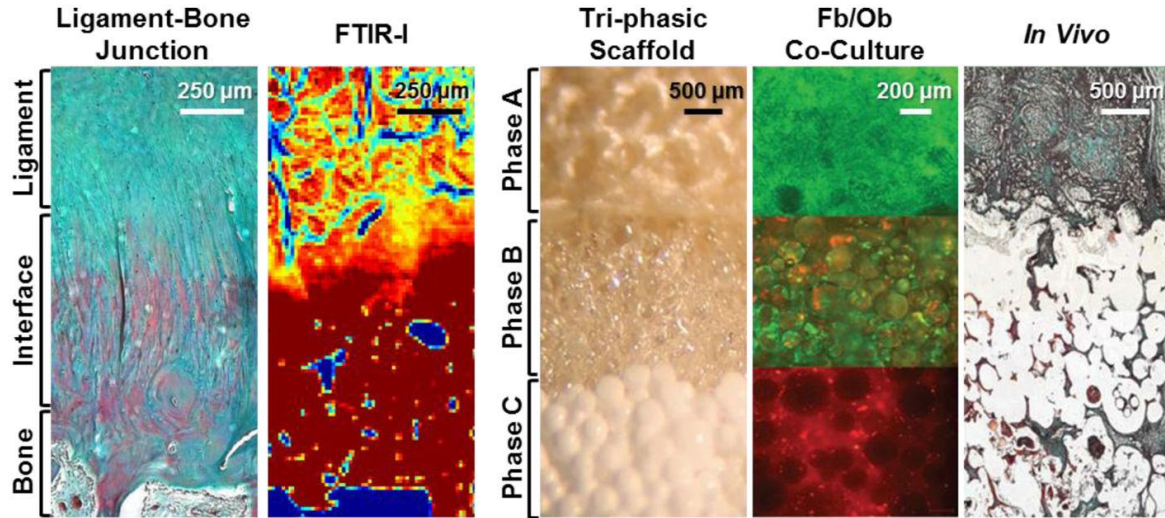 Ligament-Bone
Junction
FTIR-I
Tri-phasic
Scaffold
Fb/Ob
Co-Culture
In Vivo
Ligament
Interface
Bone
250 µm
250 µm
Phase A
Phase B
Phase C
500 µm
200 µm
500 µm